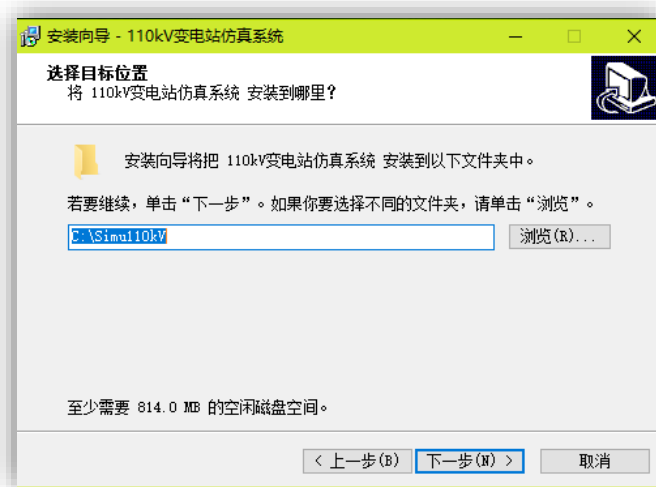 安装向导 - 110kV变电站仿真系统
选择目标位置
将 110kV变电站仿真系统 安装到哪里？
安装向导将把 110kV变电站仿真系统 安装到以下文件夹中。
若要继续，单击“下一步”。如果你要选择不同的文件夹，请单击“浏览”。
C:\Simu110kV
浏览(R)...
至少需要 814.0 MB 的空闲磁盘空间。
< 上一步(B)
下一步(N) >
取消